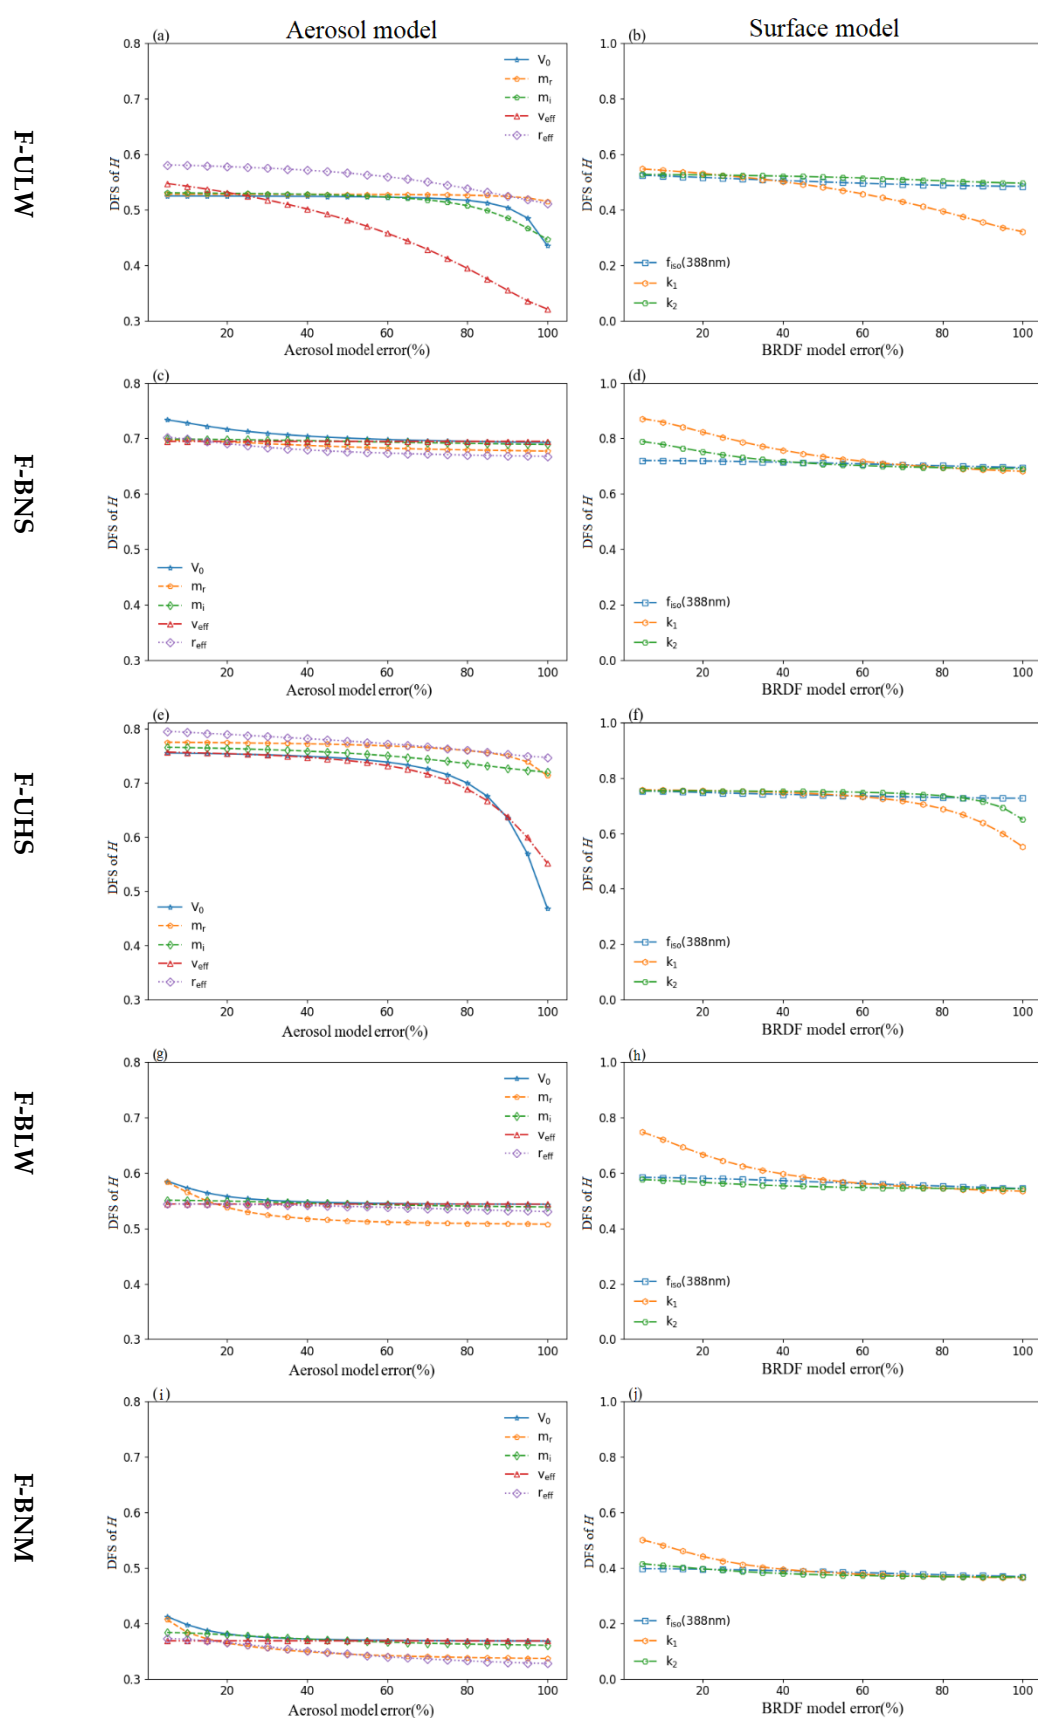 Aerosol model
Surface model
F-ULW
(a)
0.8
0.7
0.6
0.5
0.4
0.3
DFS of H
V0
mr
mi
veff
reff
20 40 60 80 100
Aerosol model error(%)
(b)
1.0
0.8
0.6
0.4
0.2
0.0
DFS of H
fiso(388nm)
k1
k2
20 40 60 80 100
BRDF model error(%)
F-BNS
(c)
0.8
0.7
0.6
0.5
0.4
0.3
DFS of H
V0
mr
mi
veff
reff
20 40 60 80 100
Aerosol model error(%)
(d)
1.0
0.8
0.6
0.4
0.2
0.0
DFS of H
fiso(388nm)
k1
k2
20 40 60 80 100
BRDF model error(%)
F-UHS
(e)
0.8
0.7
0.6
0.5
0.4
0.3
DFS of H
V0
mr
mi
veff
reff
20 40 60 80 100
Aerosol model error(%)
(f)
1.0
0.8
0.6
0.4
0.2
0.0
DFS of H
fiso(388nm)
k1
k2
20 40 60 80 100
BRDF model error(%)
F-BLW
(g)
0.8
0.7
0.6
0.5
0.4
0.3
DFS of H
V0
mr
mi
veff
reff
20 40 60 80 100
Aerosol model error(%)
(h)
1.0
0.8
0.6
0.4
0.2
0.0
DFS of H
fiso(388nm)
k1
k2
20 40 60 80 100
BRDF model error(%)
F-BNM
(i)
0.8
0.7
0.6
0.5
0.4
0.3
DFS of H
V0
mr
mi
veff
reff
20 40 60 80 100
Aerosol model error(%)
(j)
1.0
0.8
0.6
0.4
0.2
0.0
DFS of H
fiso(388nm)
k1
k2
20 40 60 80 100
BRDF model error(%)